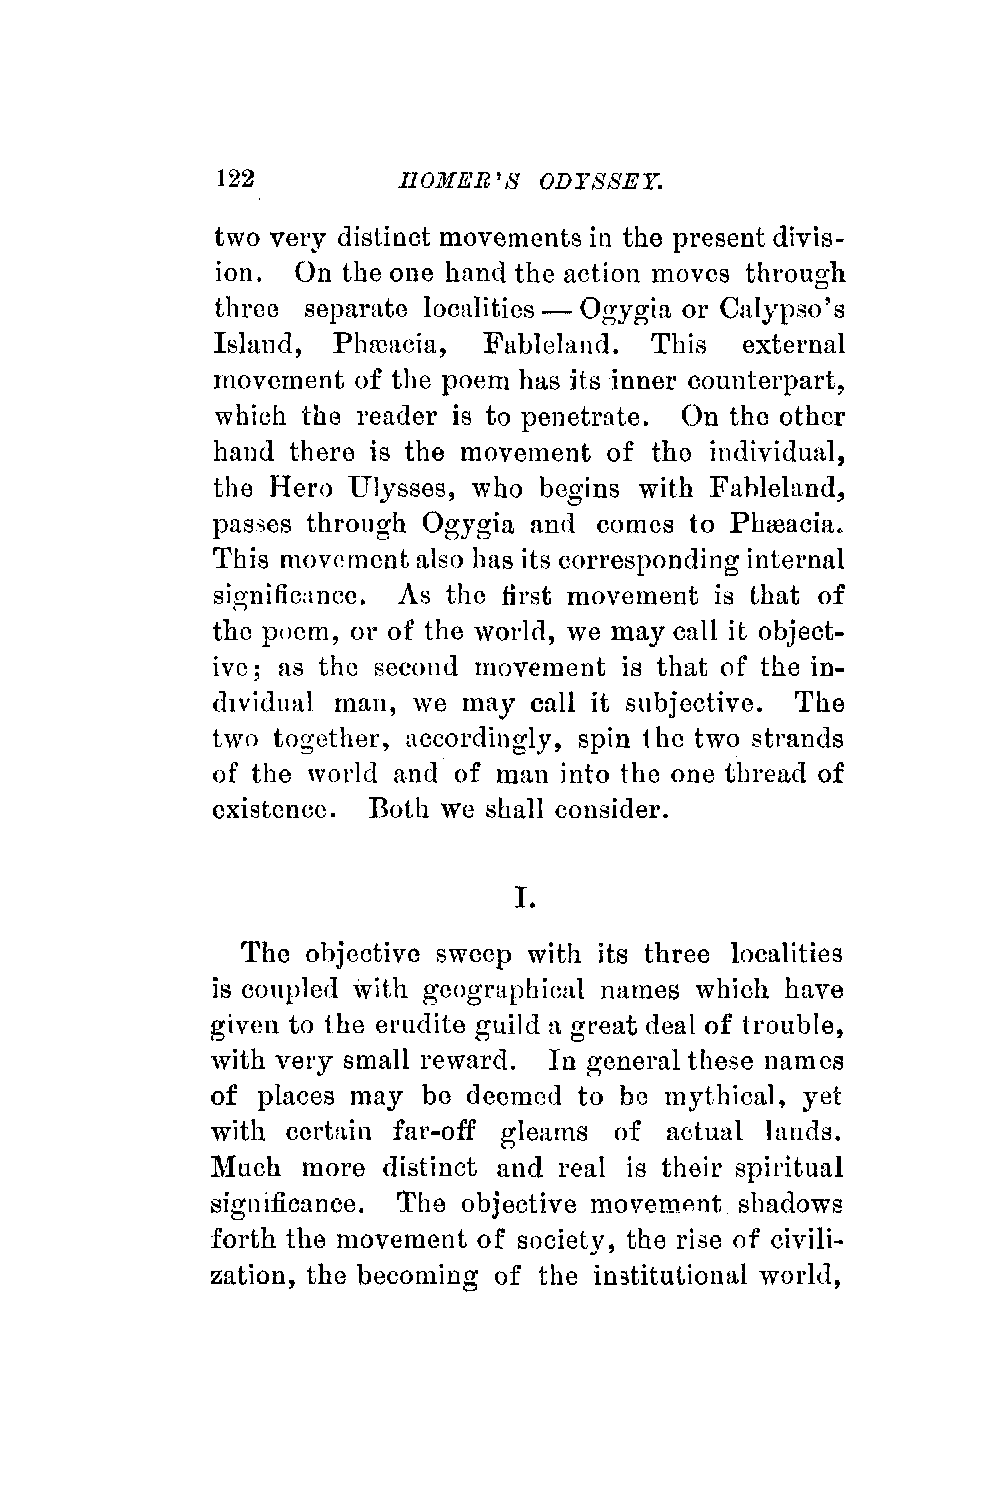 122 HOMER'S ODYSSEY.
two very distinct movements in the present divis-
ion. On the one hand the action moves through
three separate localities — Ogygia or Calypso's
Island, Phæacia, Fableland. This external
movement of the poem has its inner counterpart,
which the reader is to penetrate. On the other
hand there is the movement of the individual,
the Hero Ulysses, who begins with Fableland,
passes through Ogygia and comes to Phæacia.
This movement also has its corresponding internal
significance. As the first movement is that of
the poem, or of the world, we may call it object-
ive; as the second movement is that of the in-
dividual man, we may call it subjective. The
two together, accordingly, spin the two strands
of the world and of man into the one thread of
existence. Both we shall consider.
I.
The objective sweep with its three localities
is coupled with geographical names which have
given to the erudite guild a great deal of trouble,
with very small reward. In general these names
of places may be deemed to be mythical, yet
with certain far-off gleams of actual lands.
Much more distinct and real is their spiritual
significance. The objective movement shadows
forth the movement of society, the rise of civili-
zation, the becoming of the institutional world,